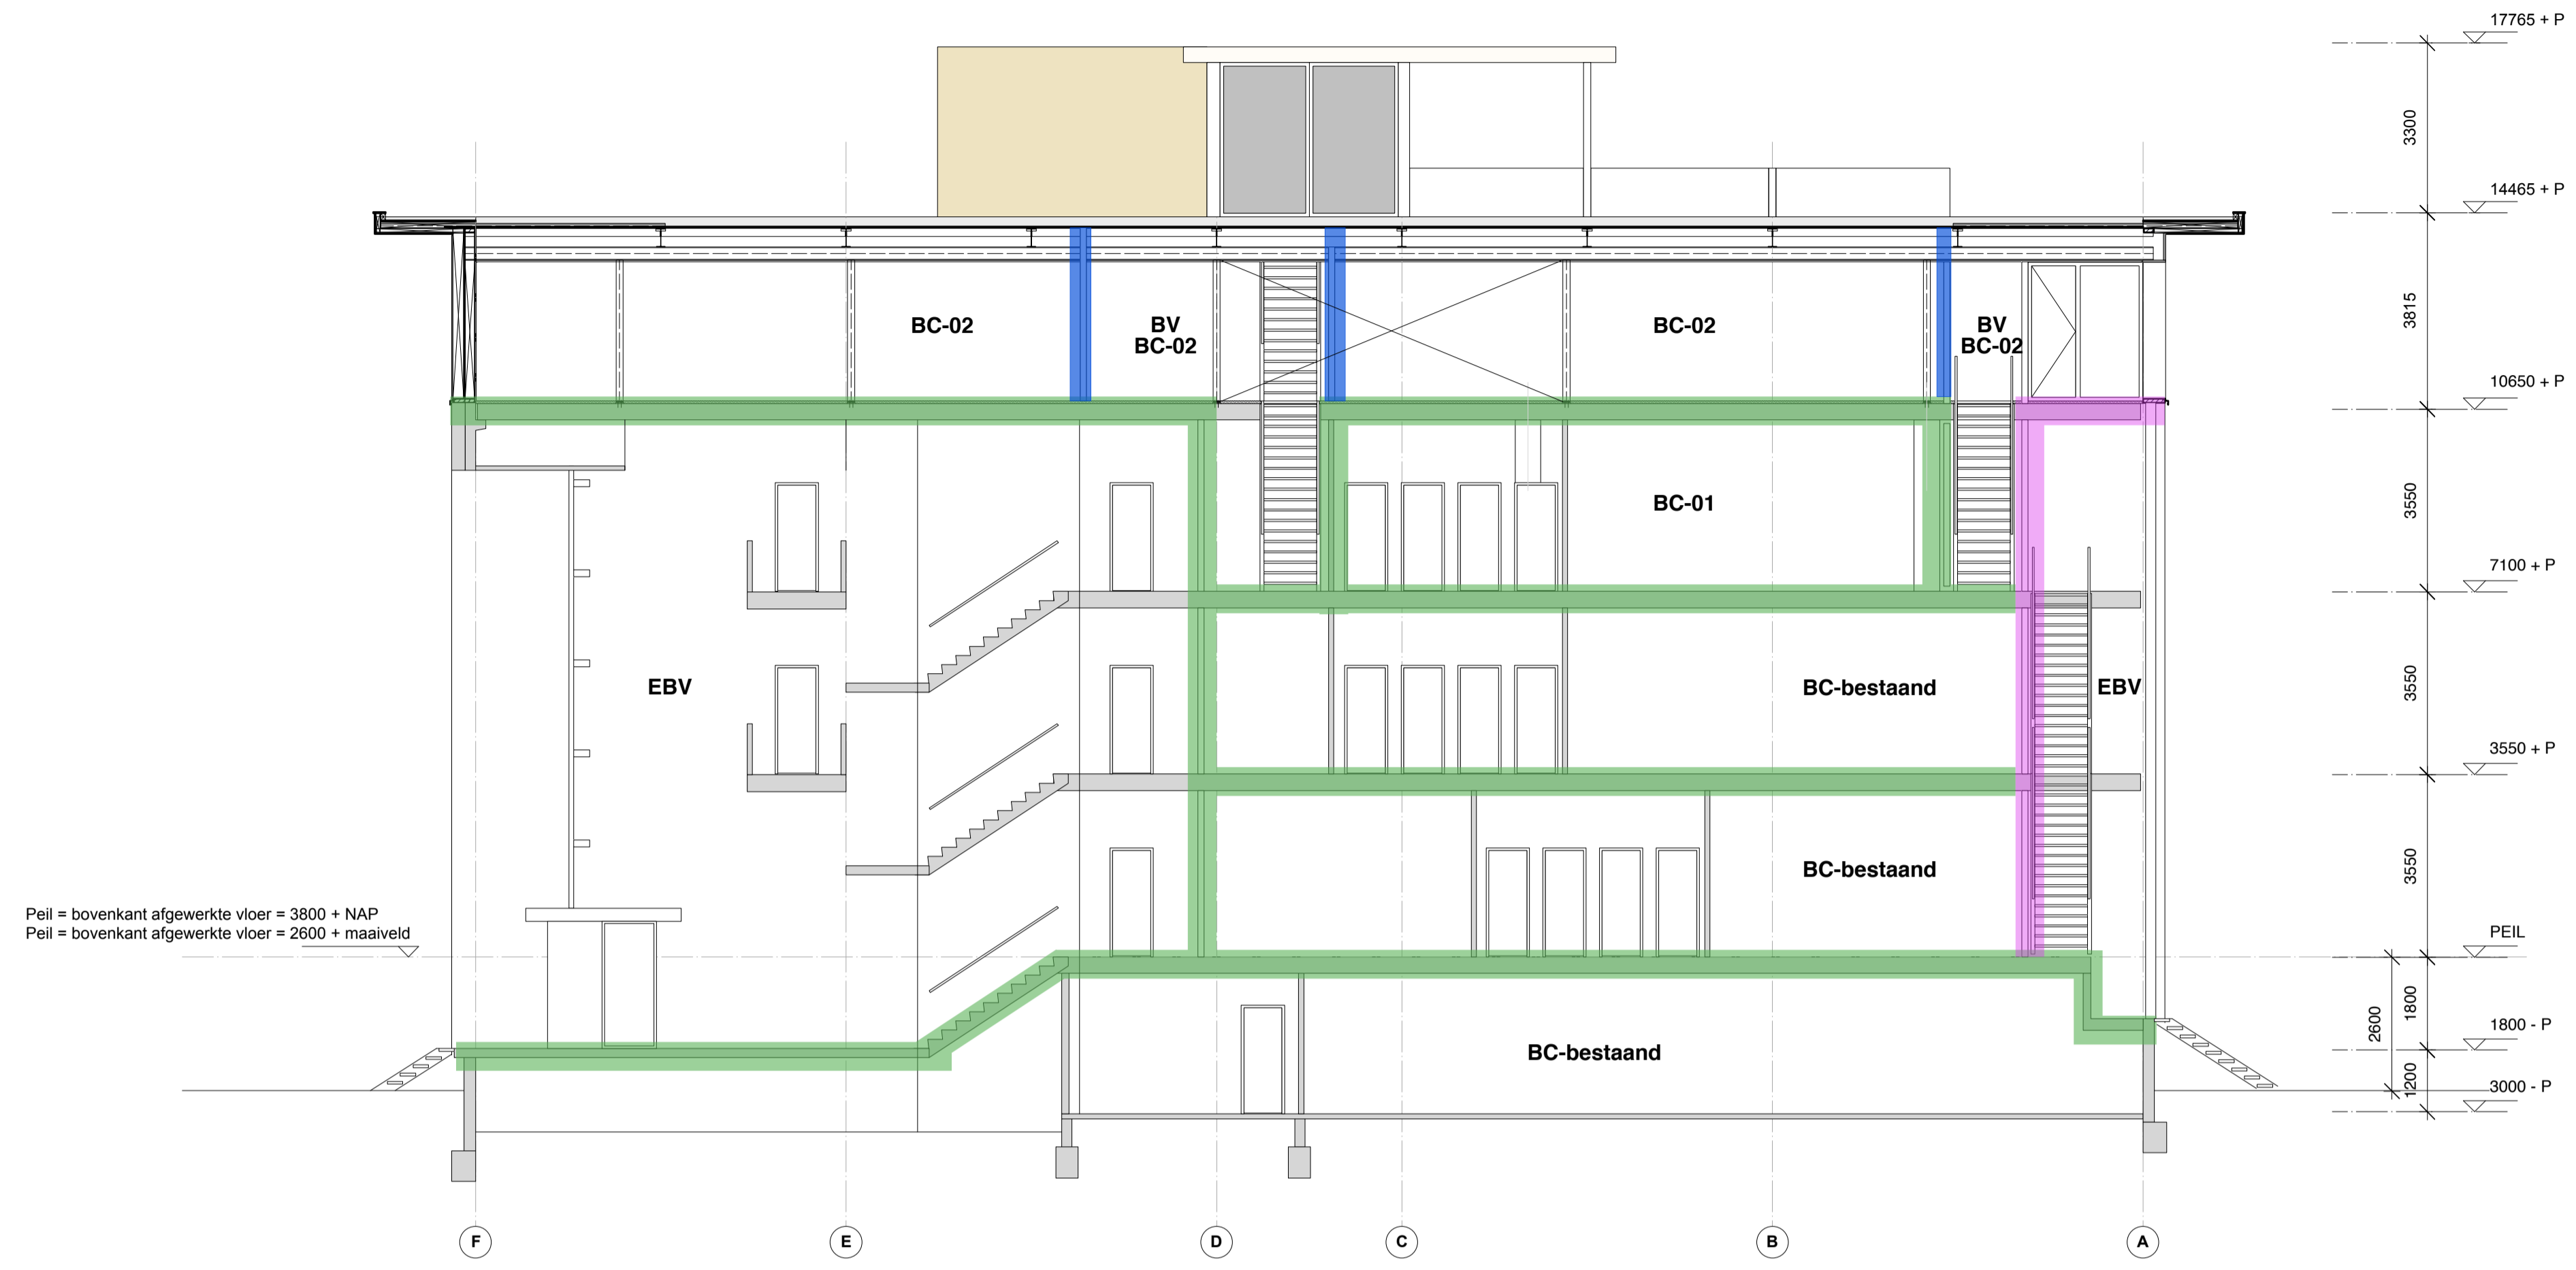 17765 + P
3300
14465 + P
3815
BC-02
BV
BC-02
BC-02
BV
BC-02
10650 + P
3550
BC-01
7100 + P
3550
EBV
BC-bestaand
EBV
3550 + P
3550
BC-bestaand
Peil = bovenkant afgewerkte vloer = 3800 + NAP
Peil = bovenkant afgewerkte vloer = 2600 + maaiveld
PEIL
1800
2600
BC-bestaand
1800 - P
1200
3000 - P
F
E
D
C
B
A